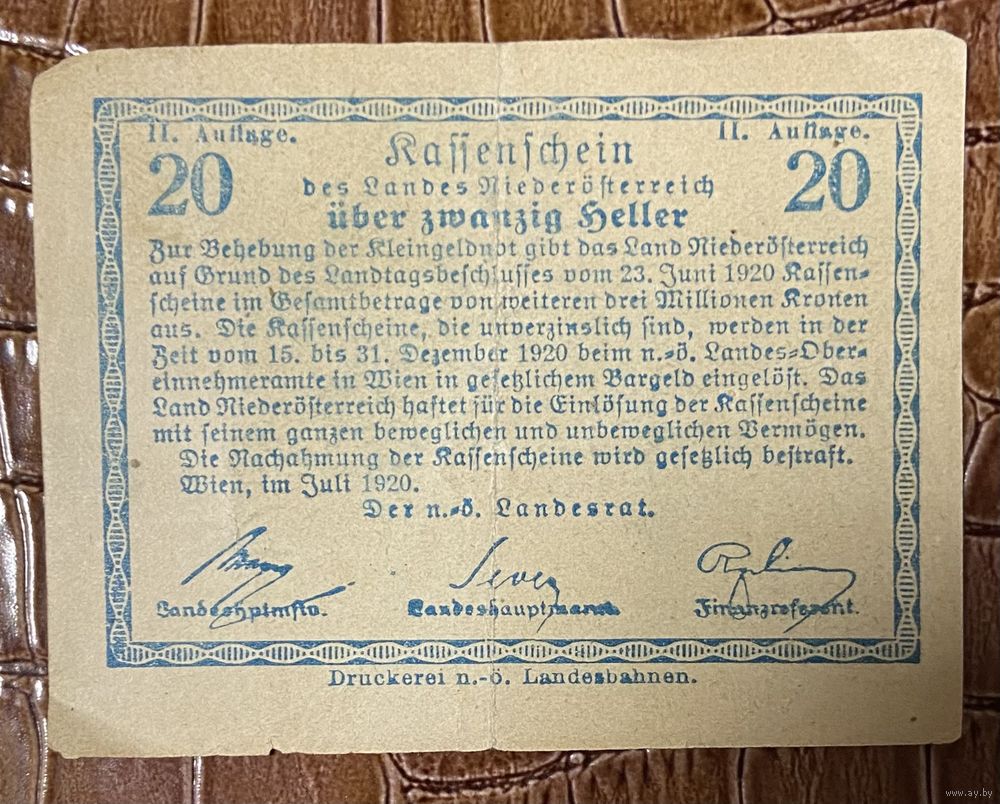 II. Auflage. II. Auflage.
20 Kassenschein 20
des Landes Niederösterreich
über zwanzig Heller
Zur Behebung der Kleingeldnot gibt das Land Niederösterreich
auf Grund des Landtagsbeschlusses vom 23. Juni 1920 Kassen-
scheine im Gesamtbetrage von weiteren drei Millionen Kronen
aus. Die Kassenscheine, die unverzinslich sind, werden in der
Zeit vom 15. bis 31. Dezember 1920 beim n.-ö. Landes-Ober-
einnehmeramte in Wien in gesetzlichem Bargeld eingelöst. Das
Land Niederösterreich haftet für die Einlösung der Kassenscheine
mit seinem ganzen beweglichen und unbeweglichen Vermögen.
Die Nachahmung der Kassenscheine wird gesetzlich bestraft.
Wien, im Juli 1920.
Der n.-ö. Landesrat.
Sever
Landeshptmstv. Landeshauptmann Finanzreferent.
Druckerei n.-ö. Landesbahnen.
www.ay.by